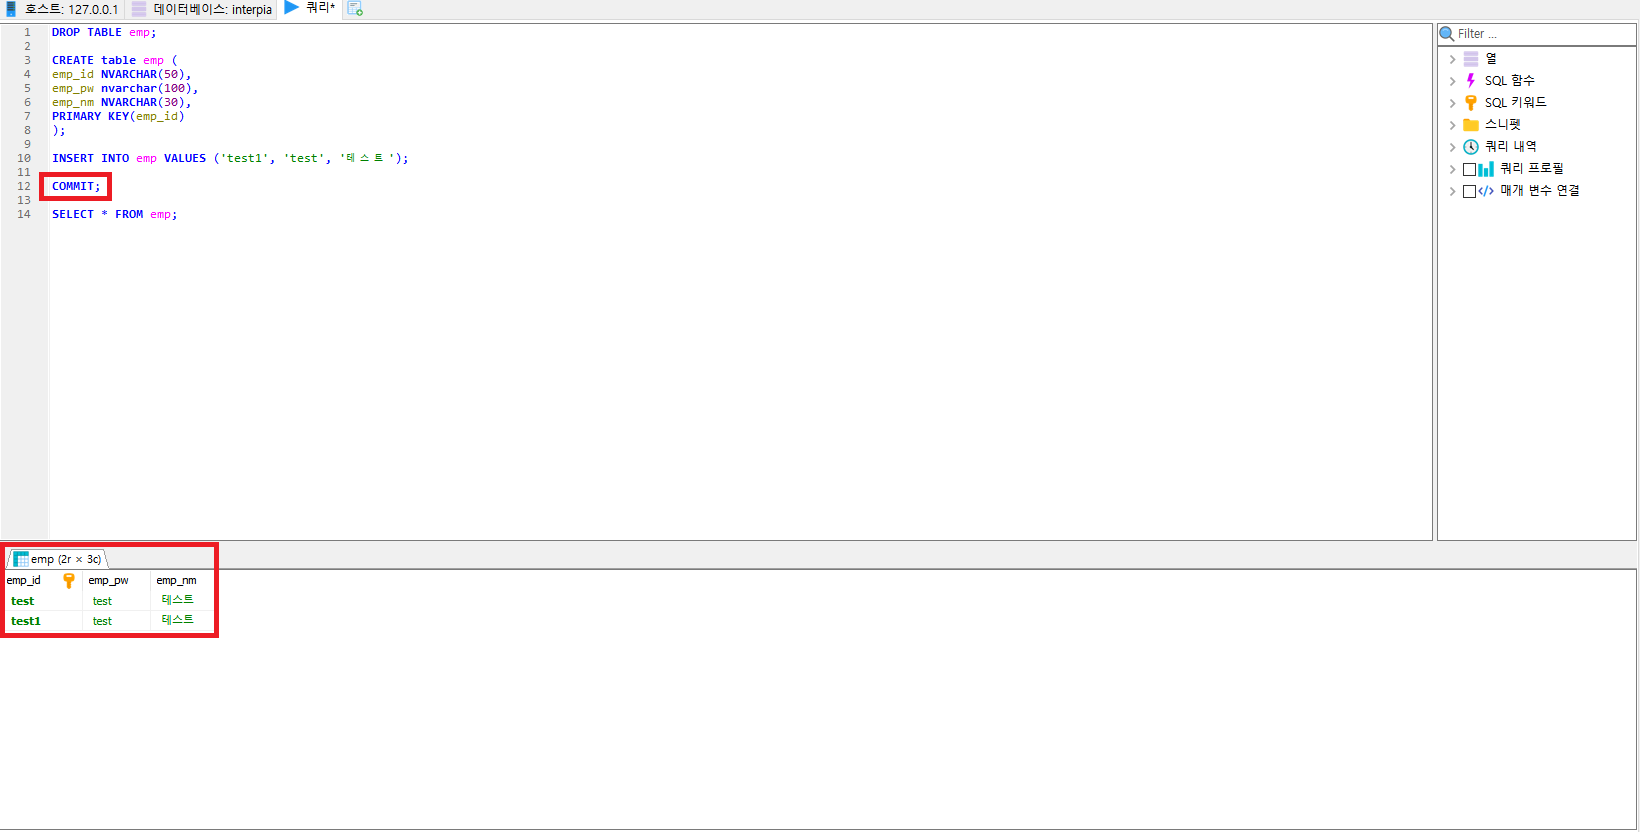 호스트: 127.0.0.1 데이터베이스: interpia 쿼리*
1 DROP TABLE emp;
2
3 CREATE table emp (
4 emp_id NVARCHAR(50),
5 emp_pw nvarchar(100),
6 emp_nm NVARCHAR(30),
7 PRIMARY KEY(emp_id)
8 );
9
10 INSERT INTO emp VALUES ('test1', 'test', '테스트');
11
12 COMMIT;
13
14 SELECT * FROM emp;
Filter ...
열
SQL 함수
SQL 키워드
스니펫
쿼리 내역
쿼리 프로필
매개 변수 연결
emp (2r × 3c)
emp_id emp_pw emp_nm
test test 테스트
test1 test 테스트